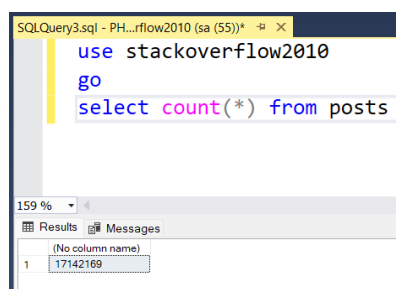 SQLQuery3.sql - PH...rflow2010 (sa (55))*
use stackoverflow2010
go
select count(*) from posts
159 %
Results Messages
(No column name)
1 17142169